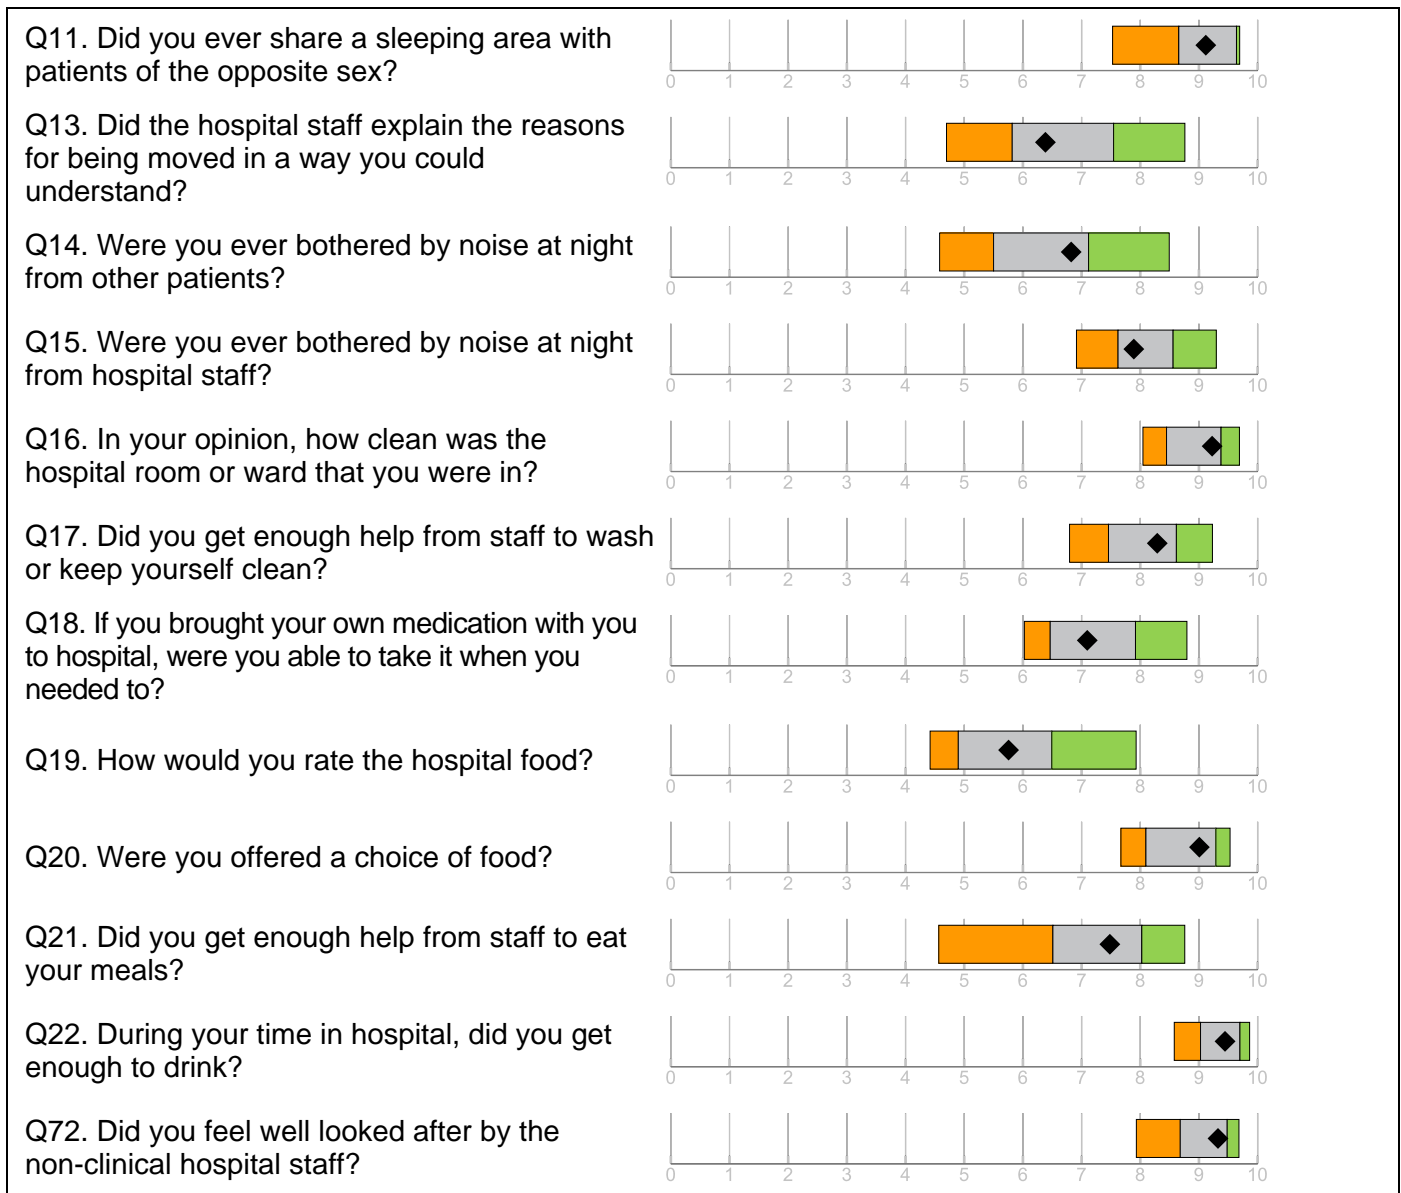 Q11. Did you ever share a sleeping area with
patients of the opposite sex?
0 1 2 3 4 5 6 7 8 9 10
Q13. Did the hospital staff explain the reasons
for being moved in a way you could
understand?
0 1 2 3 4 5 6 7 8 9 10
Q14. Were you ever bothered by noise at night
from other patients?
0 1 2 3 4 5 6 7 8 9 10
Q15. Were you ever bothered by noise at night
from hospital staff?
0 1 2 3 4 5 6 7 8 9 10
Q16. In your opinion, how clean was the
hospital room or ward that you were in?
0 1 2 3 4 5 6 7 8 9 10
Q17. Did you get enough help from staff to wash
or keep yourself clean?
0 1 2 3 4 5 6 7 8 9 10
Q18. If you brought your own medication with you
to hospital, were you able to take it when you
needed to?
0 1 2 3 4 5 6 7 8 9 10
Q19. How would you rate the hospital food?
0 1 2 3 4 5 6 7 8 9 10
Q20. Were you offered a choice of food?
0 1 2 3 4 5 6 7 8 9 10
Q21. Did you get enough help from staff to eat
your meals?
0 1 2 3 4 5 6 7 8 9 10
Q22. During your time in hospital, did you get
enough to drink?
0 1 2 3 4 5 6 7 8 9 10
Q72. Did you feel well looked after by the
non-clinical hospital staff?
0 1 2 3 4 5 6 7 8 9 10